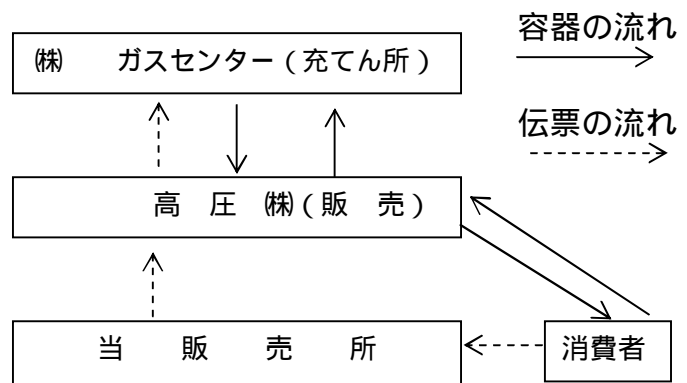 容器の流れ
㈱　ガスセンター（充てん所）
伝票の流れ
高　圧　㈱（販　売）
当　販　売　所
消費者